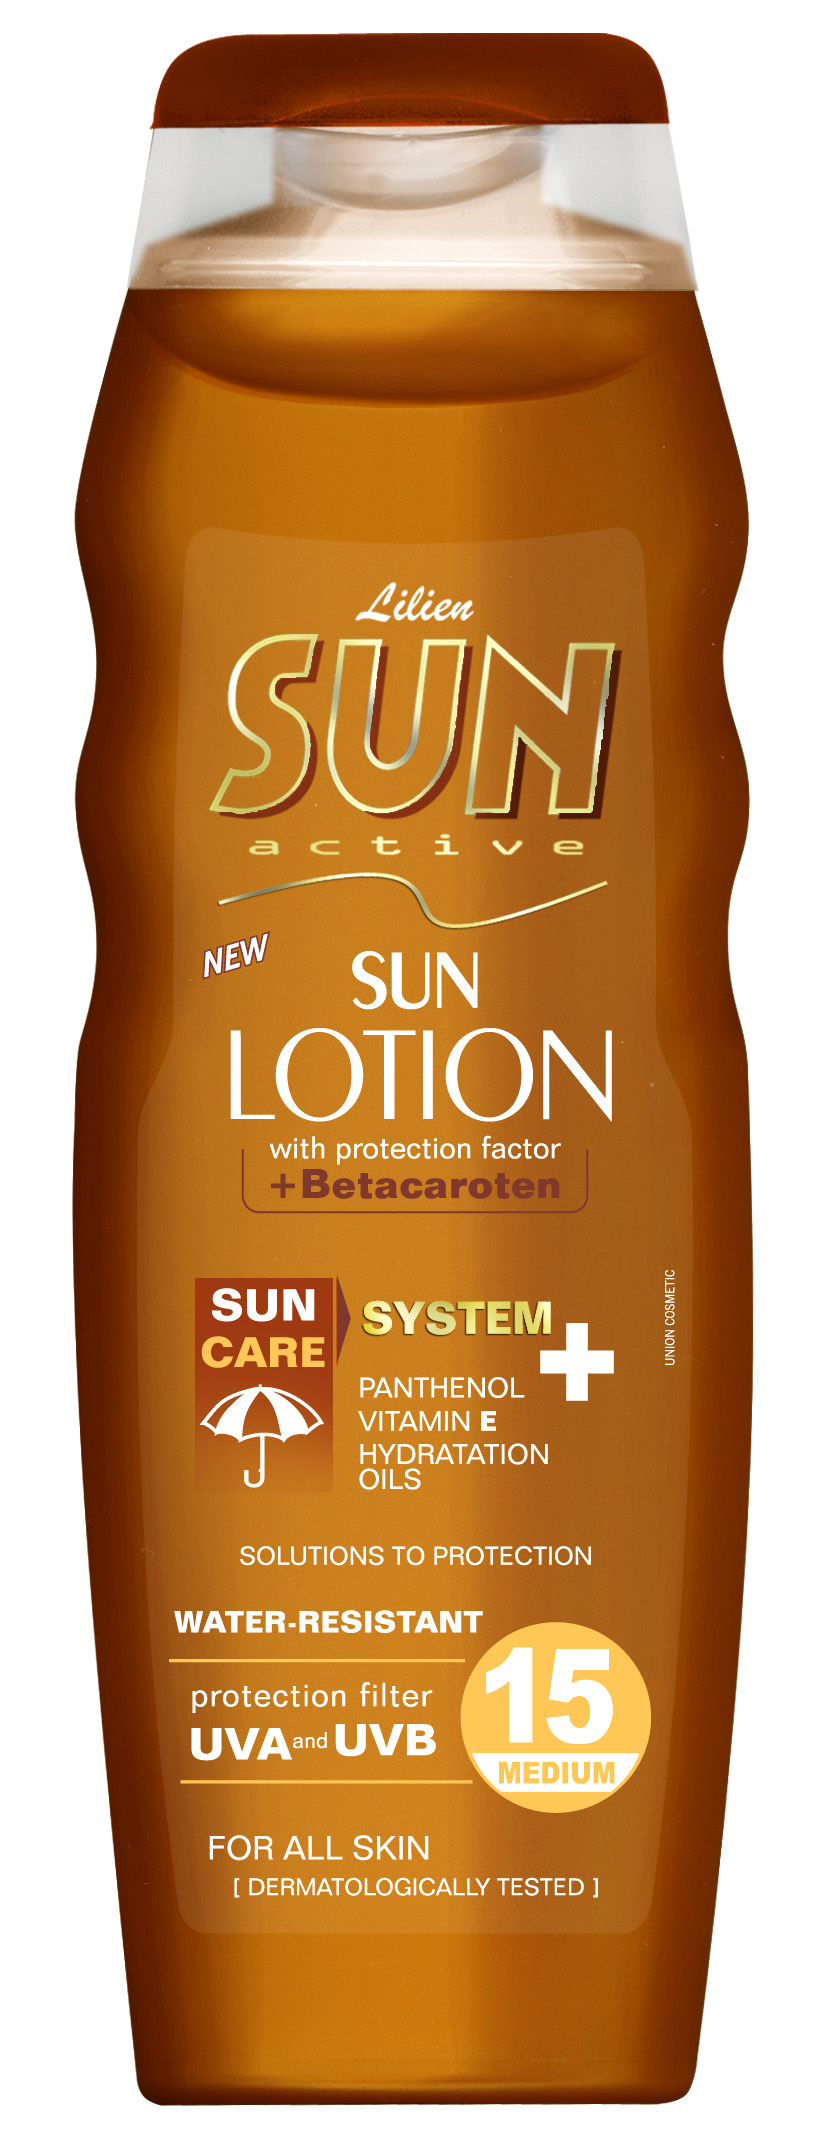 Lilien
SUN
active
NEW
SUN
LOTION
with protection factor
+Betacaroten
SUN
CARE
SYSTEM
PANTHENOL
VITAMIN E
HYDRATATION
OILS
UNION COSMETIC
SOLUTIONS TO PROTECTION
WATER-RESISTANT
protection filter
UVA and UVB
15
MEDIUM
FOR ALL SKIN
[ DERMATOLOGICALLY TESTED ]